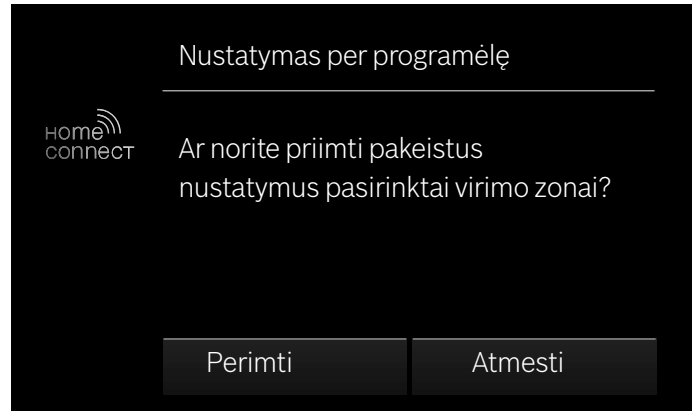 Nustatymas per programėlę
Home
connect
Ar norite priimti pakeistus
nustatymus pasirinktai virimo zonai?
Perimti
Atmesti